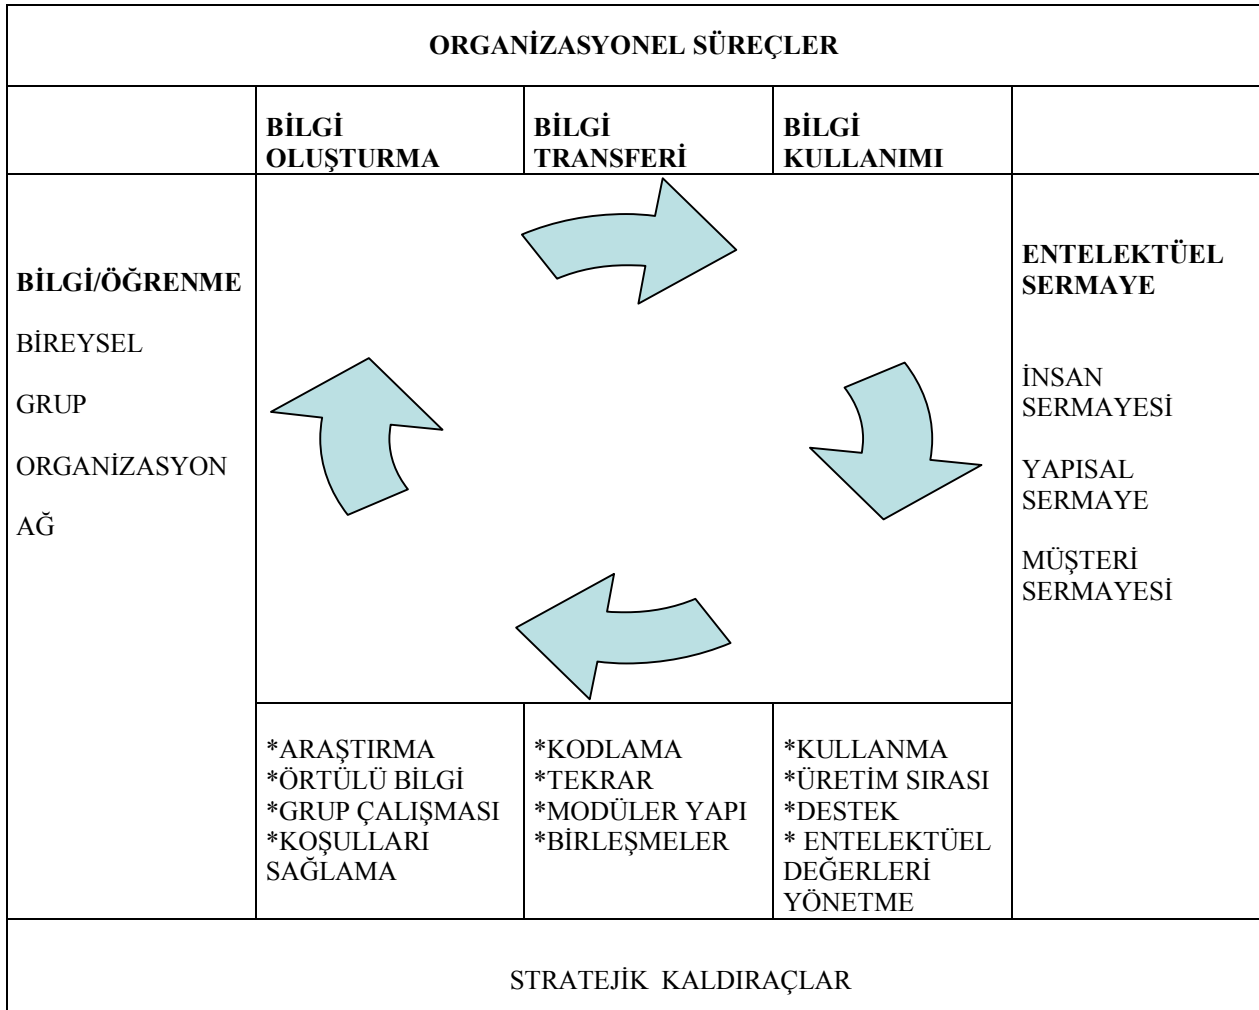 ORGANİZASYONEL SÜREÇLER
BİLGİ
OLUŞTURMA
BİLGİ
TRANSFERİ
BİLGİ
KULLANIMI
BİLGİ/ÖĞRENME
BİREYSEL
GRUP
ORGANİZASYON
AĞ
ENTELEKTÜEL
SERMAYE
İNSAN
SERMAYESİ
YAPISAL
SERMAYE
MÜŞTERİ
SERMAYESİ
*ARAŞTIRMA
*ÖRTÜLÜ BİLGİ
*GRUP ÇALIŞMASI
*KOŞULLARI
SAĞLAMA
*KODLAMA
*TEKRAR
*MODÜLER YAPI
*BİRLEŞMELER
*KULLANMA
*ÜRETİM SIRASI
*DESTEK
* ENTELEKTÜEL
DEĞERLERİ
YÖNETME
STRATEJİK KALDIRAÇLAR